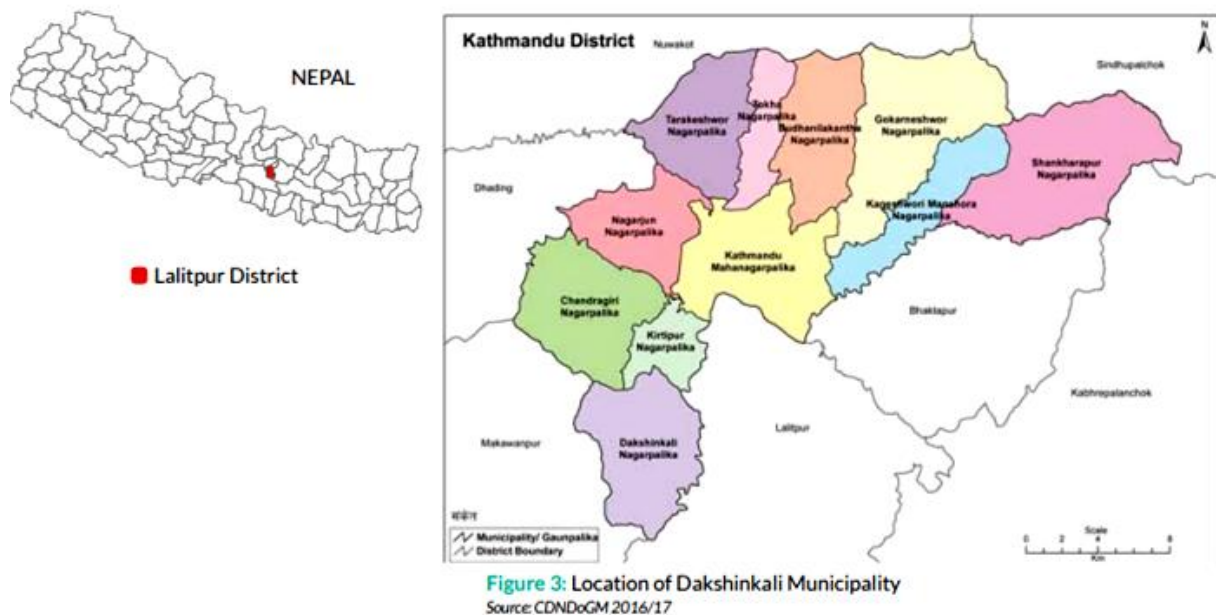 NEPAL
Lalitpur District
Kathmandu District
Nuwakot
N
Sindhupalchok
Tarakeshwor
Nagarpalika
Tokha
Nagarpalika
Budhanilakantha
Nagarpalika
Gokarneshwor
Nagarpalika
Shankharapur
Nagarpalika
Dhading
Kageshwori Manahora
Nagarpalika
Nagarjun
Nagarpalika
Kathmandu
Mahanagarpalika
Chandragiri
Nagarpalika
Bhaktapur
Kirtipur
Nagarpalika
Kabhrepalanchok
Makawanpur
Dakshinkali
Nagarpalika
Lalitpur
संकेत
Municipality/ Gaunpalika
District Boundary
Scale
0 2 4 8
Km
Figure 3: Location of Dakshinkali Municipality
Source: CDNDoGM 2016/17